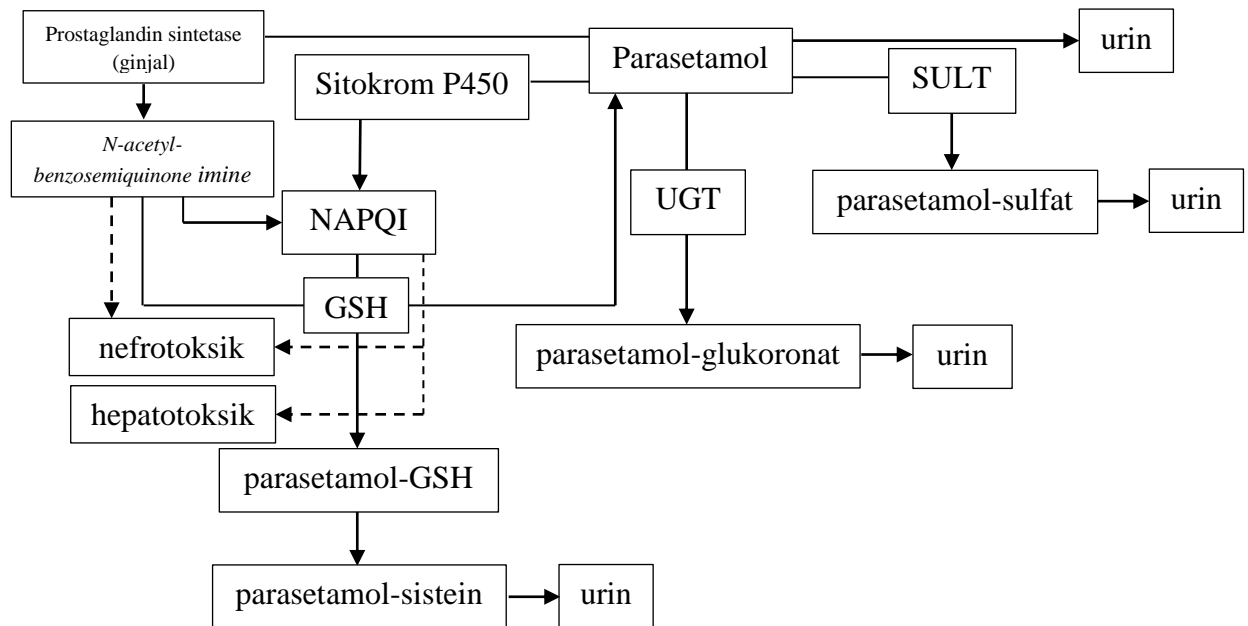 Prostaglandin sintetase
(ginjal)
Parasetamol
urin
Sitokrom P450
SULT
N-acetyl-
benzosemiquinone imine
NAPQI
UGT
parasetamol-sulfat
urin
GSH
nefrotoksik
parasetamol-glukoronat
urin
hepatotoksik
parasetamol-GSH
parasetamol-sistein
urin